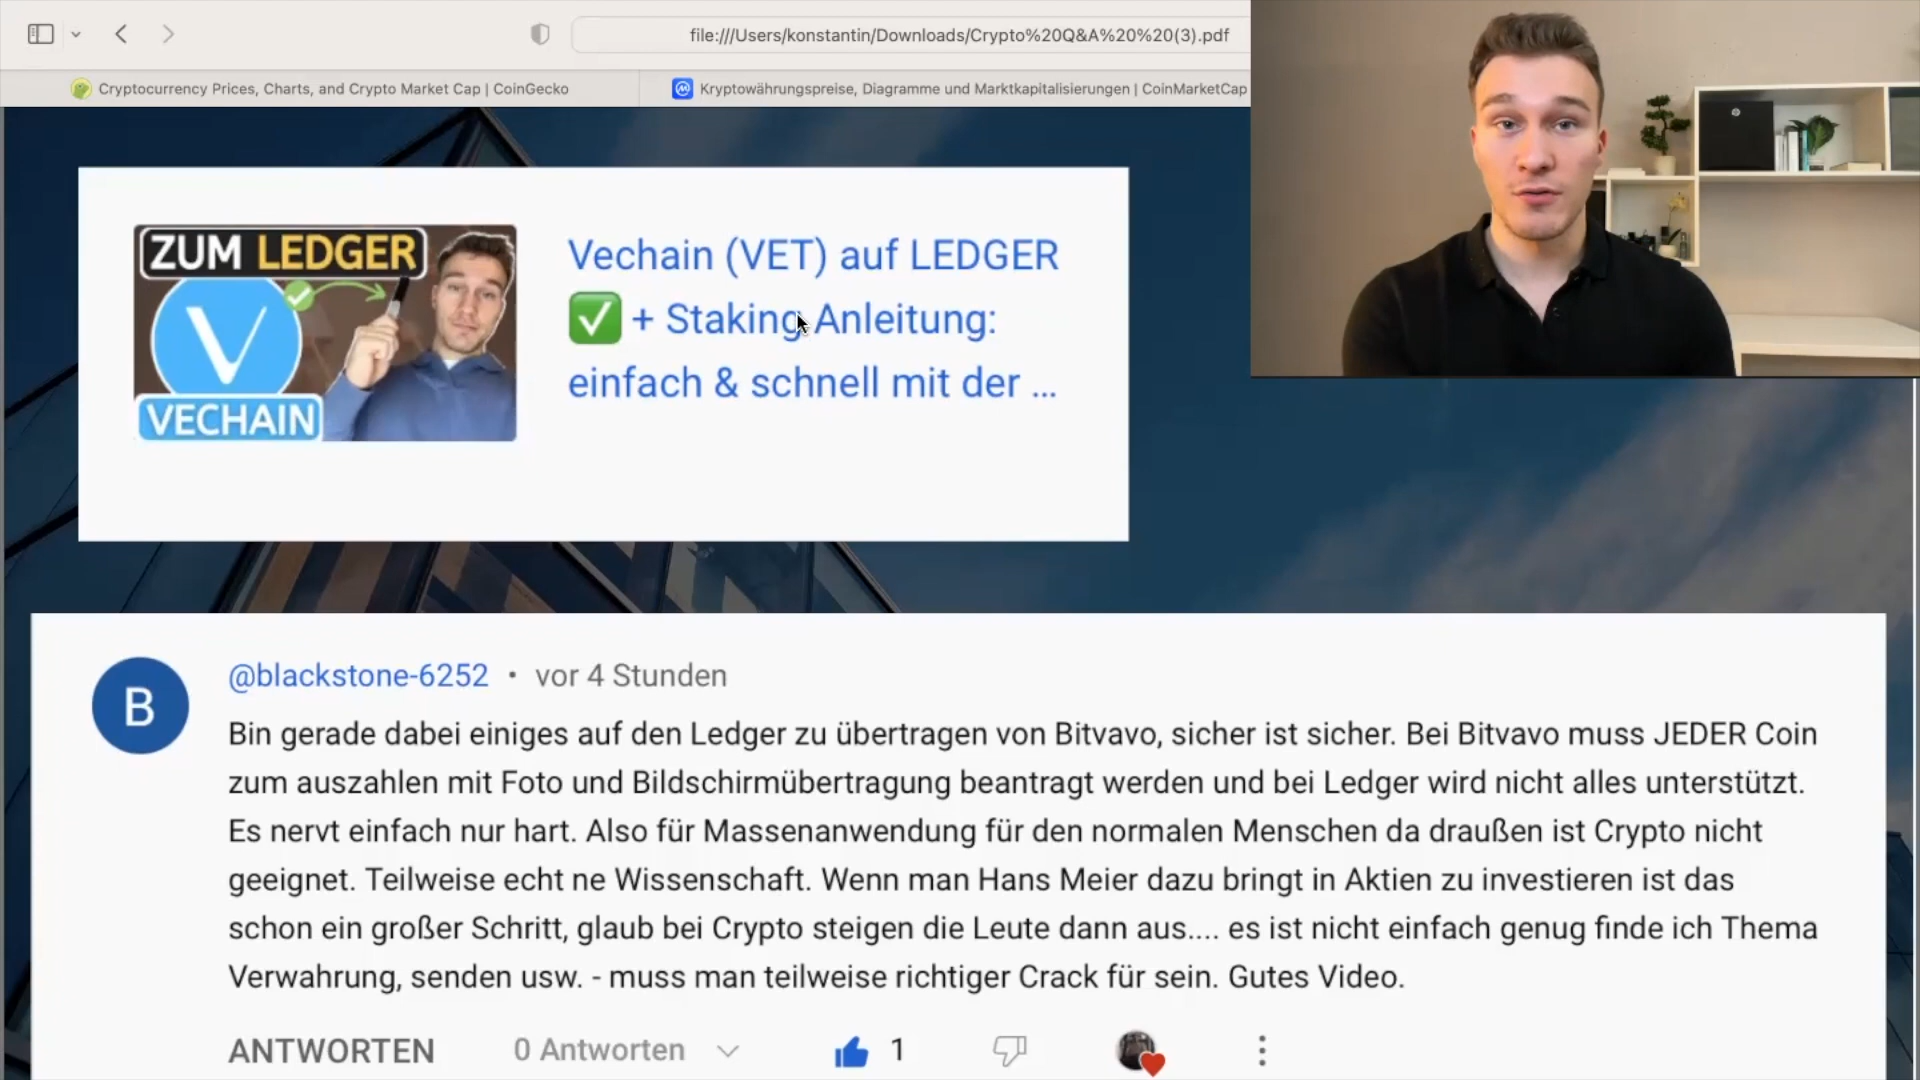 file:///Users/konstantin/Downloads/Crypto%20Q&A%20%20(3).pdf
Cryptocurrency Prices, Charts, and Crypto Market Cap | CoinGecko
Kryptowährungspreise, Diagramme und Marktkapitalisierungen | CoinMarketCap
ZUM LEDGER
VECHAIN
Vechain (VET) auf LEDGER
✅ + Staking Anleitung:
einfach & schnell mit der ...
B
@blackstone-6252 • vor 4 Stunden
Bin gerade dabei einiges auf den Ledger zu übertragen von Bitvavo, sicher ist sicher. Bei Bitvavo muss JEDER Coin
zum auszahlen mit Foto und Bildschirmübertragung beantragt werden und bei Ledger wird nicht alles unterstützt.
Es nervt einfach nur hart. Also für Massenanwendung für den normalen Menschen da draußen ist Crypto nicht
geeignet. Teilweise echt ne Wissenschaft. Wenn man Hans Meier dazu bringt in Aktien zu investieren ist das
schon ein großer Schritt, glaub bei Crypto steigen die Leute dann aus.... es ist nicht einfach genug finde ich Thema
Verwahrung, senden usw. - muss man teilweise richtiger Crack für sein. Gutes Video.
ANTWORTEN 0 Antworten 1